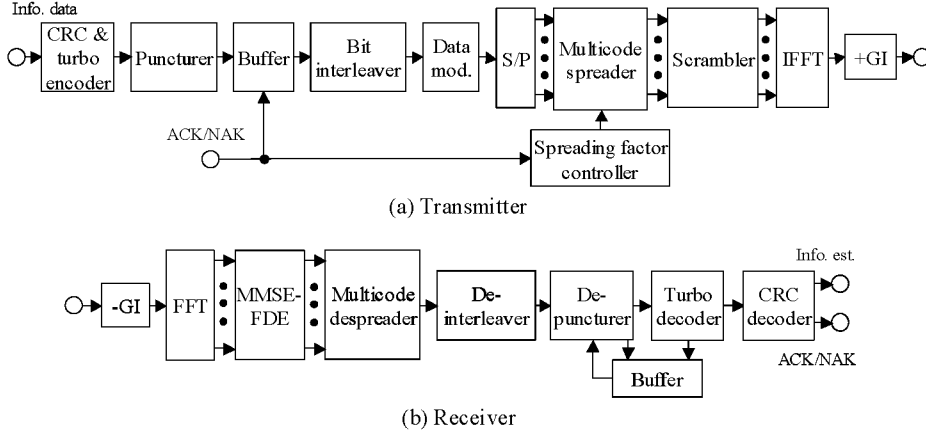 Info. data
CRC &
turbo
encoder
Puncturer
Buffer
Bit
interleaver
Data
mod.
S/P
Multicode
spreader
Scrambler
IFFT
+GI
ACK/NAK
Spreading factor
controller
(a) Transmitter
-GI
FFT
MMSE-
FDE
Multicode
despreader
De-
interleaver
De-
puncturer
Turbo
decoder
CRC
decoder
Info. est.
ACK/NAK
Buffer
(b) Receiver